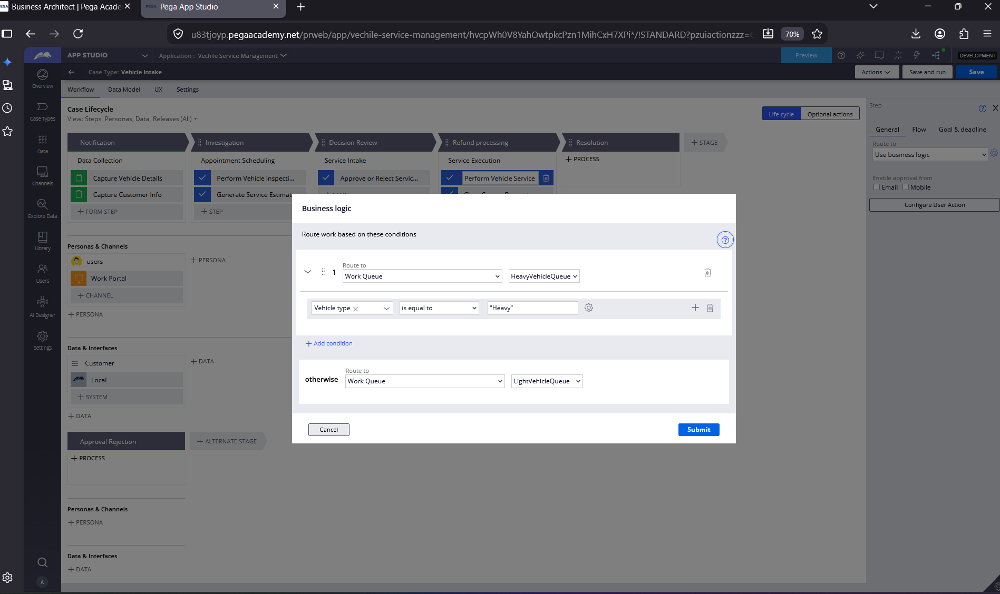 PEGA Business Architect | Pega Acade
PEGA Pega App Studio
u83tjoyp.pegaacademy.net/prweb/app/vechile-service-management/hvcpWh0V8YahOwtpkcPzn1MihCxH7XPi*/!STANDARD?pzuiactionzzz=
70%
APP STUDIO
Application : Vechile Service Management
Preview
DEVELOPMENT
Case Type: Vehicle Intake
Actions
Save and run
Save
Overview
Case Types
Data
Channels
Explore Data
Library
Users
AI Designer
Settings
A
Workflow
Data Model
UX
Settings
Case Lifecycle
View: Steps, Personas, Data, Releases (All)
Life cycle
Optional actions
Notification
Investigation
Decision Review
Refund processing
Resolution
+ STAGE
Data Collection
Appointment Scheduling
Service Intake
Service Execution
+ PROCESS
Capture Vehicle Details
Perform Vehicle inspecti...
Approve or Reject Servic...
Perform Vehicle Service
Capture Customer Info
Generate Service Estimat
+ FORM STEP
+ STEP
Personas & Channels
users
+ PERSONA
Work Portal
+ CHANNEL
+ PERSONA
Data & Interfaces
Customer
+ DATA
Local
+ SYSTEM
+ DATA
Approval Rejection
+ ALTERNATE STAGE
+ PROCESS
Personas & Channels
+ PERSONA
Data & Interfaces
+ DATA
Business logic
Route work based on these conditions
?
1
Route to
Work Queue
HeavyVehicleQueue
Vehicle type
is equal to
"Heavy"
+ Add condition
otherwise
Route to
Work Queue
LightVehicleQueue
Cancel
Submit
Step
General
Flow
Goal & deadline
Route to
Use business logic
Enable approval from
Email
Mobile
Configure User Action